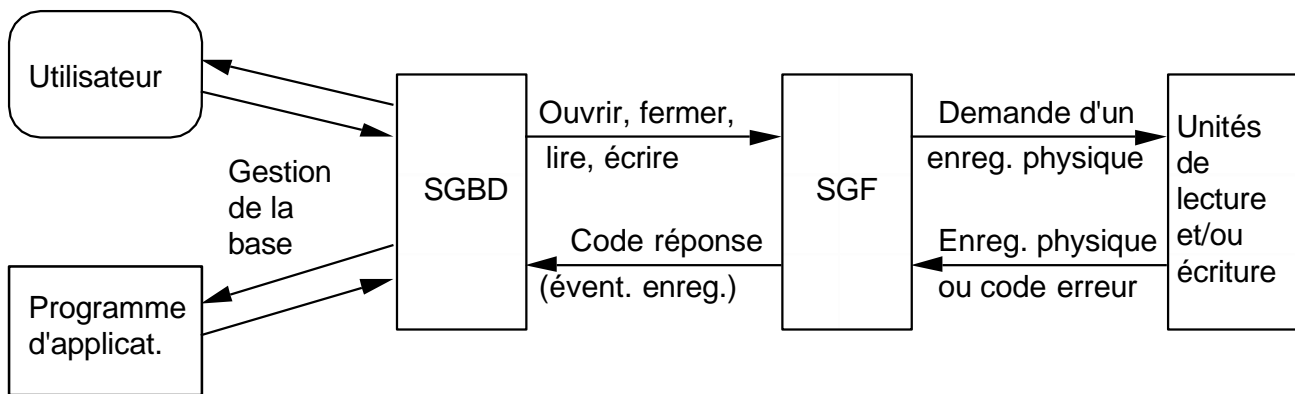 Utilisateur
Gestion
de la
base
Programme
d'applicat.
SGBD
Ouvrir, fermer,
lire, écrire
Code réponse
(évent. enreg.)
SGF
Demande d'un
enreg. physique
Enreg. physique
ou code erreur
Unités
de
lecture
et/ou
écriture